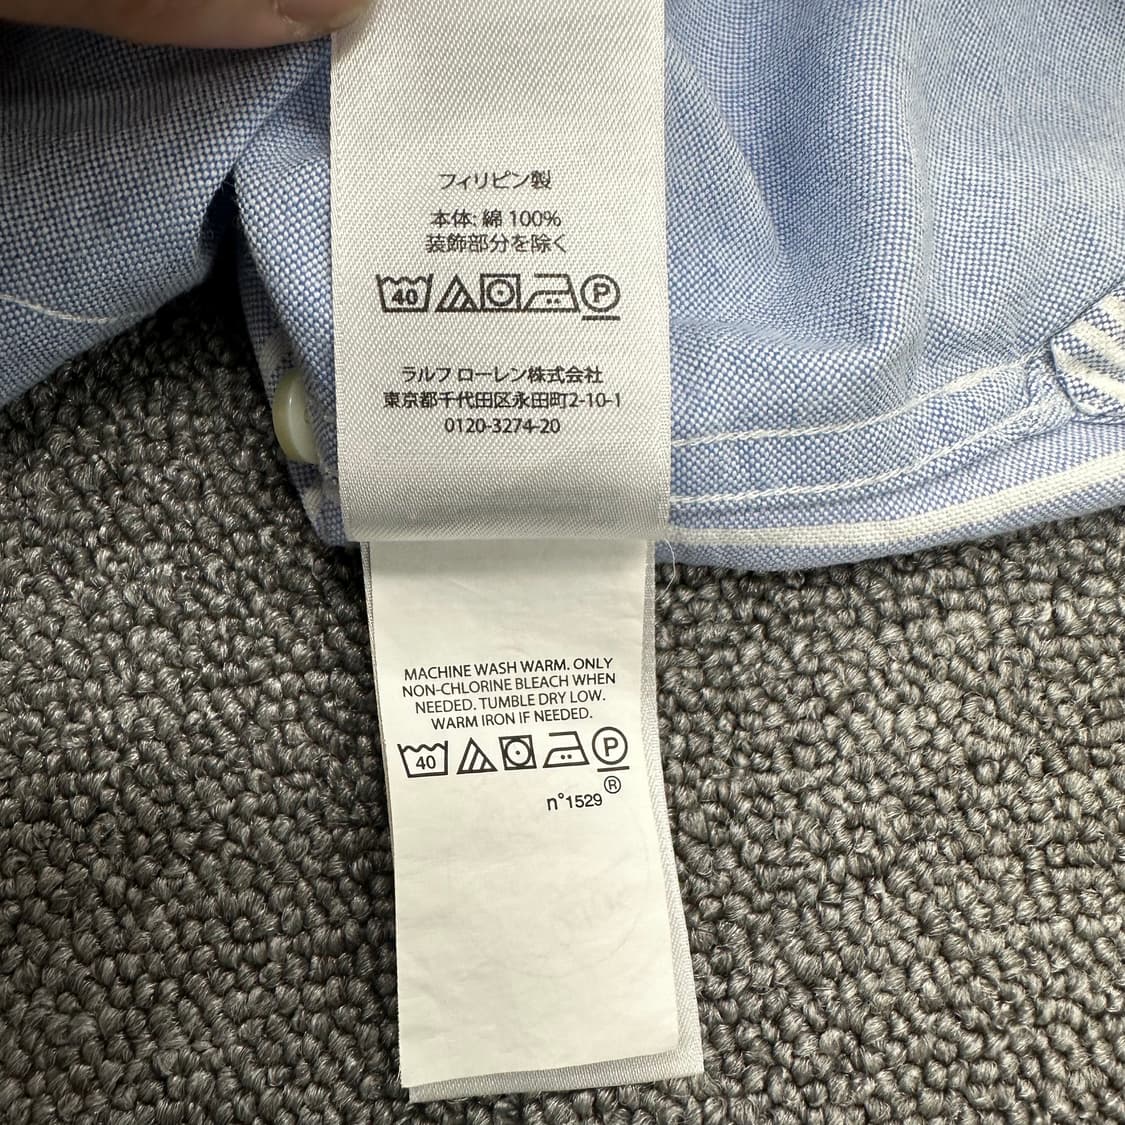 フィリピン製
本体: 綿 100%
装飾部分を除く
40 P
ラルフ ローレン株式会社
東京都千代田区永田町2-10-1
0120-3274-20
MACHINE WASH WARM. ONLY
NON-CHLORINE BLEACH WHEN
NEEDED. TUMBLE DRY LOW.
WARM IRON IF NEEDED.
40 P
n°1529 ®